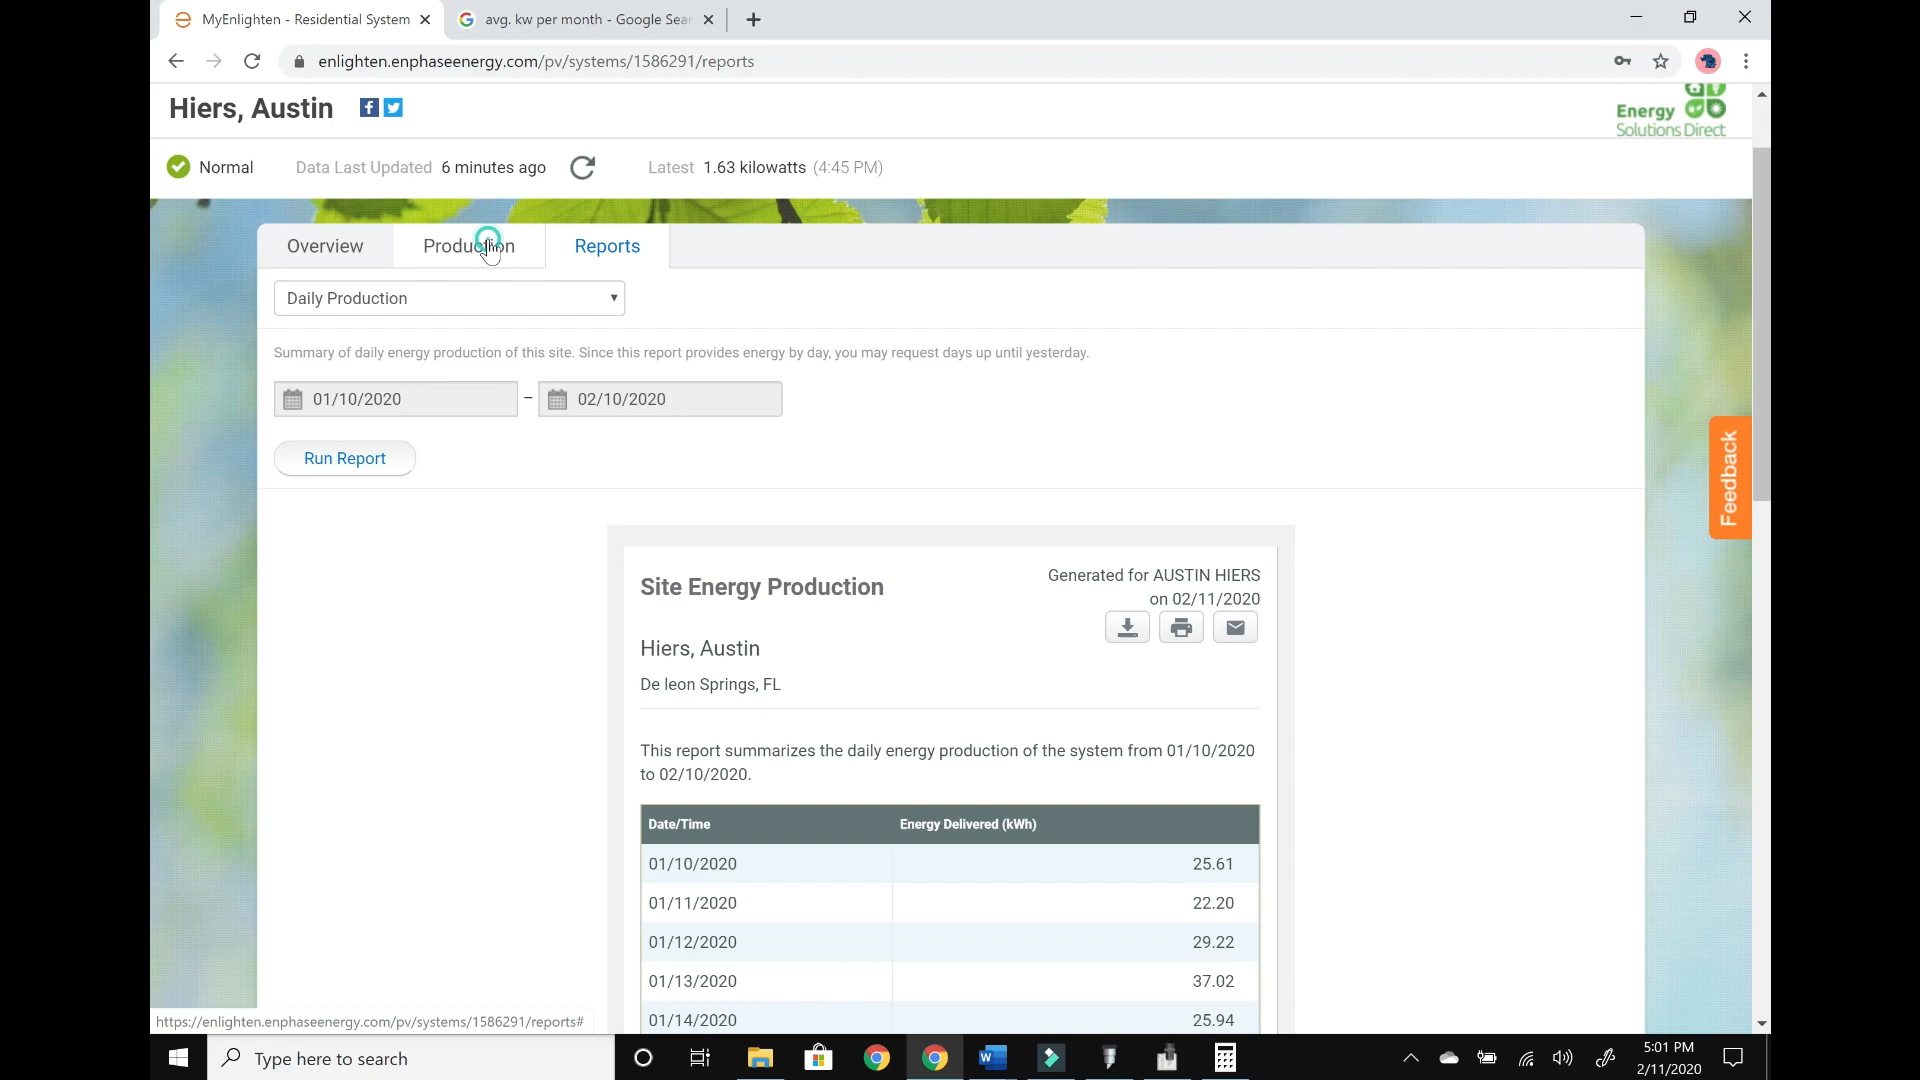 MyEnlighten - Residential System
avg. kw per month - Google Sear
enlighten.enphaseenergy.com/pv/systems/1586291/reports
Hiers, Austin
Energy
Solutions Direct
Normal
Data Last Updated 6 minutes ago
Latest 1.63 kilowatts (4:45 PM)
Overview
Production
Reports
Daily Production
Summary of daily energy production of this site. Since this report provides energy by day, you may request days up until yesterday.
01/10/2020 – 02/10/2020
Run Report
Feedback
Site Energy Production
Generated for AUSTIN HIERS
on 02/11/2020
Hiers, Austin
De leon Springs, FL
This report summarizes the daily energy production of the system from 01/10/2020
to 02/10/2020.
Date/Time Energy Delivered (kWh)
01/10/2020 25.61
01/11/2020 22.20
01/12/2020 29.22
01/13/2020 37.02
01/14/2020 25.94
https://enlighten.enphaseenergy.com/pv/systems/1586291/reports#
Type here to search
5:01 PM
2/11/2020